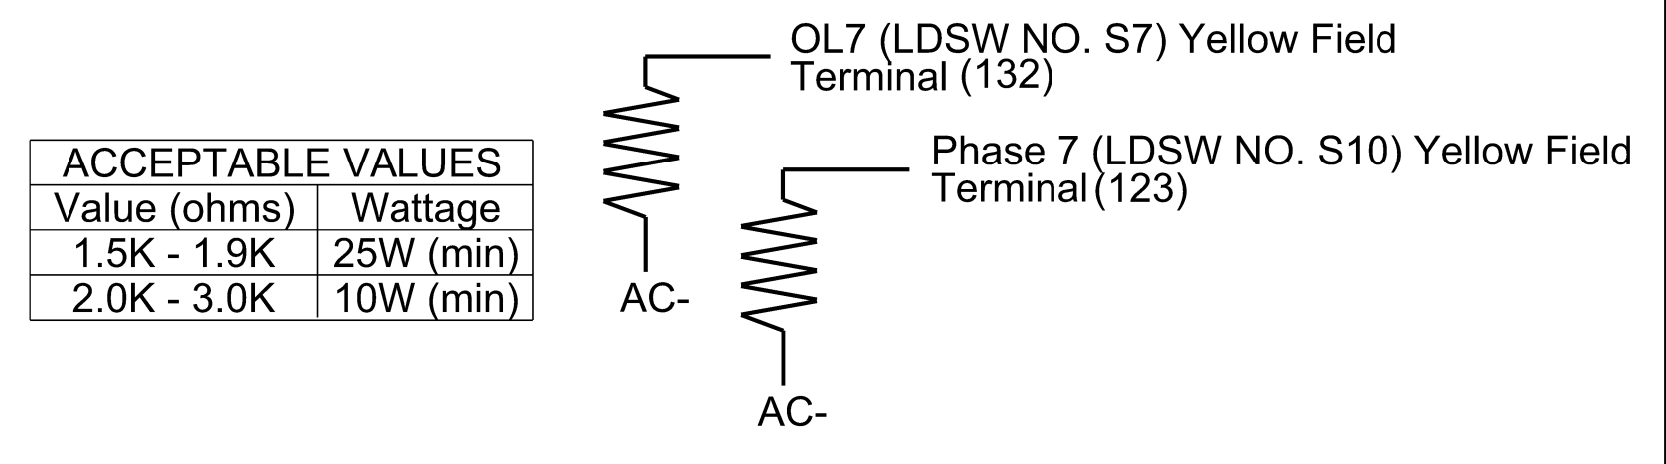 OL7 (LDSW NO. S7) Yellow Field
Terminal (132)
Phase 7 (LDSW NO. S10) Yellow Field
Terminal (123)
ACCEPTABLE VALUES
Value (ohms) Wattage
1.5K - 1.9K 25W (min)
2.0K - 3.0K 10W (min)
AC-
AC-